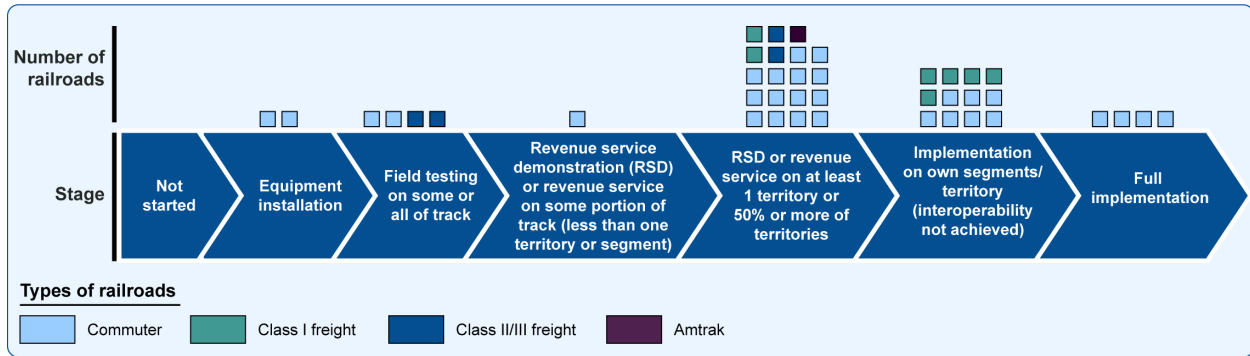 Number of
railroads
Stage
Not
started
Equipment
installation
Field testing
on some or
all of track
Revenue service
demonstration (RSD)
or revenue service
on some portion of
track (less than one
territory or segment)
RSD or revenue
service on at least
1 territory or
50% or more of
territories
Implementation
on own segments/
territory
(interoperability
not achieved)
Full
implementation
Types of railroads
Commuter
Class I freight
Class II/III freight
Amtrak